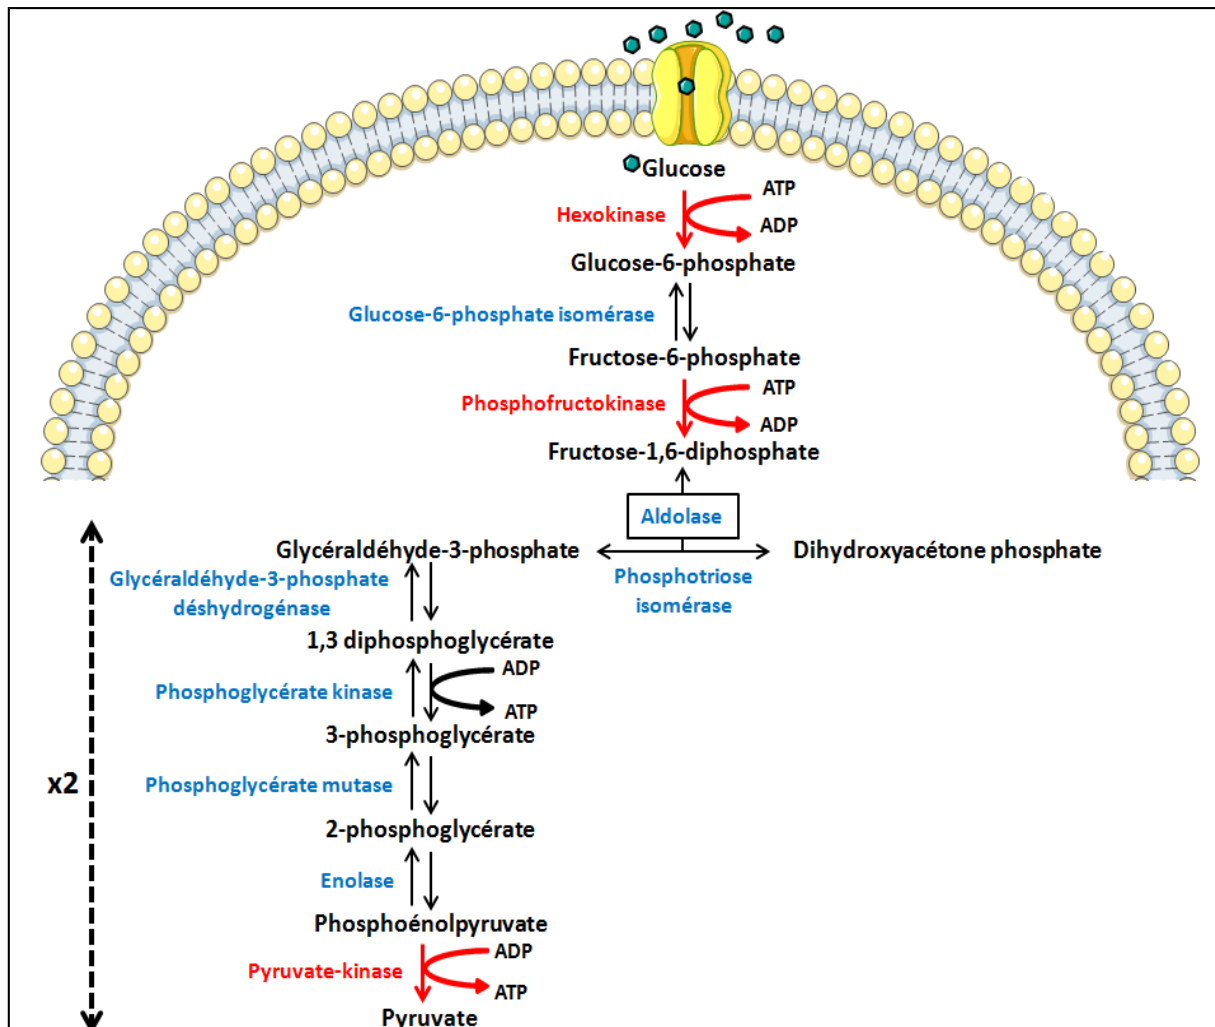 Glucose
ATP
Hexokinase
ADP
Glucose-6-phosphate
Glucose-6-phosphate isomérase
Fructose-6-phosphate
ATP
Phosphofructokinase
ADP
Fructose-1,6-diphosphate
Aldolase
Glycéraldéhyde-3-phosphate
Dihydroxyacétone phosphate
Phosphotriose
isomérase
Glycéraldéhyde-3-phosphate
déshydrogénase
1,3 diphosphoglycérate
ADP
Phosphoglycérate kinase
ATP
3-phosphoglycérate
x2
Phosphoglycérate mutase
2-phosphoglycérate
Enolase
Phosphoénolpyruvate
ADP
Pyruvate-kinase
ATP
Pyruvate